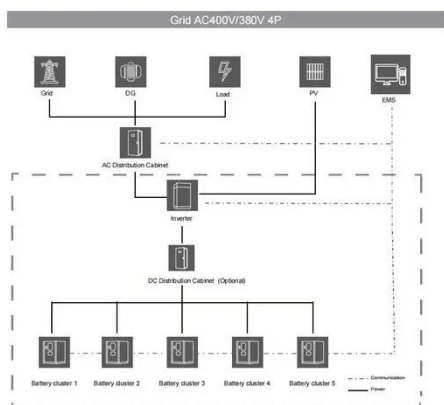 Grid AC400V/380V 4P
Grid
DG
Load
PV
EMS
AC Distribution Cabinet
Inverter
DC Distribution Cabinet (Optional)
Battery cluster 1
Battery cluster 2
Battery cluster 3
Battery cluster 4
Battery cluster 5
Communication
Power